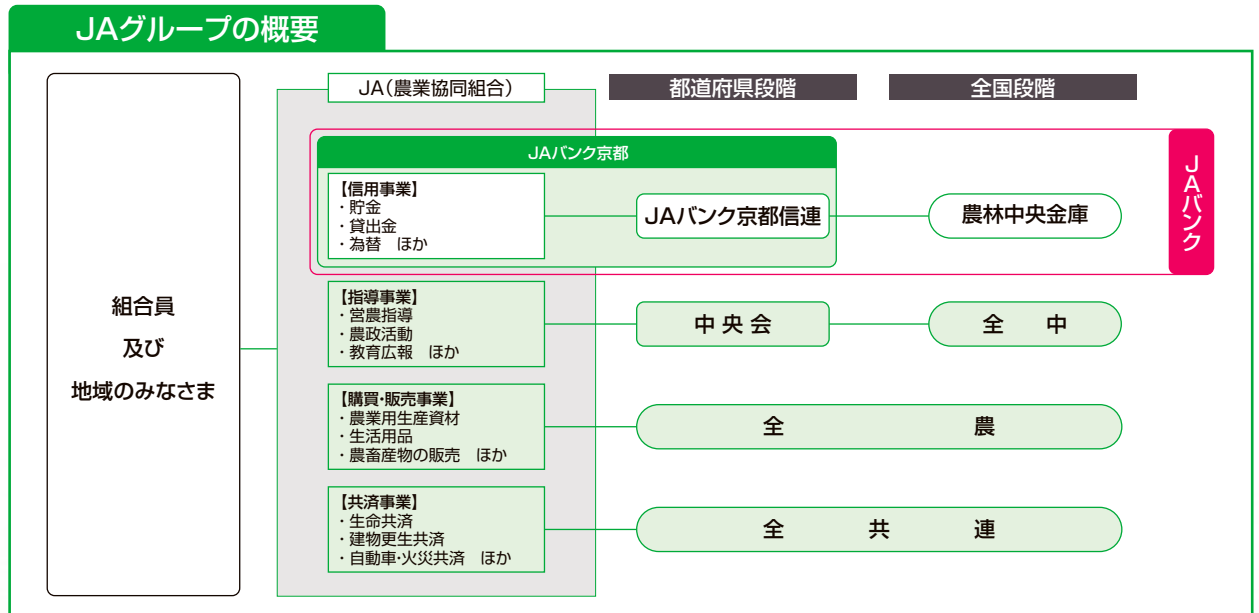 JAグループの概要
JA(農業協同組合)
都道府県段階
全国段階
組合員
及び
地域のみなさま
JAバンク京都
JAバンク
【信用事業】
・貯金
・貸出金
・為替　ほか
JAバンク京都信連
農林中央金庫
【指導事業】
・営農指導
・農政活動
・教育広報　ほか
中央会
全　中
【購買・販売事業】
・農業用生産資材
・生活用品
・農畜産物の販売　ほか
全　農
【共済事業】
・生命共済
・建物更生共済
・自動車・火災共済　ほか
全　共　連